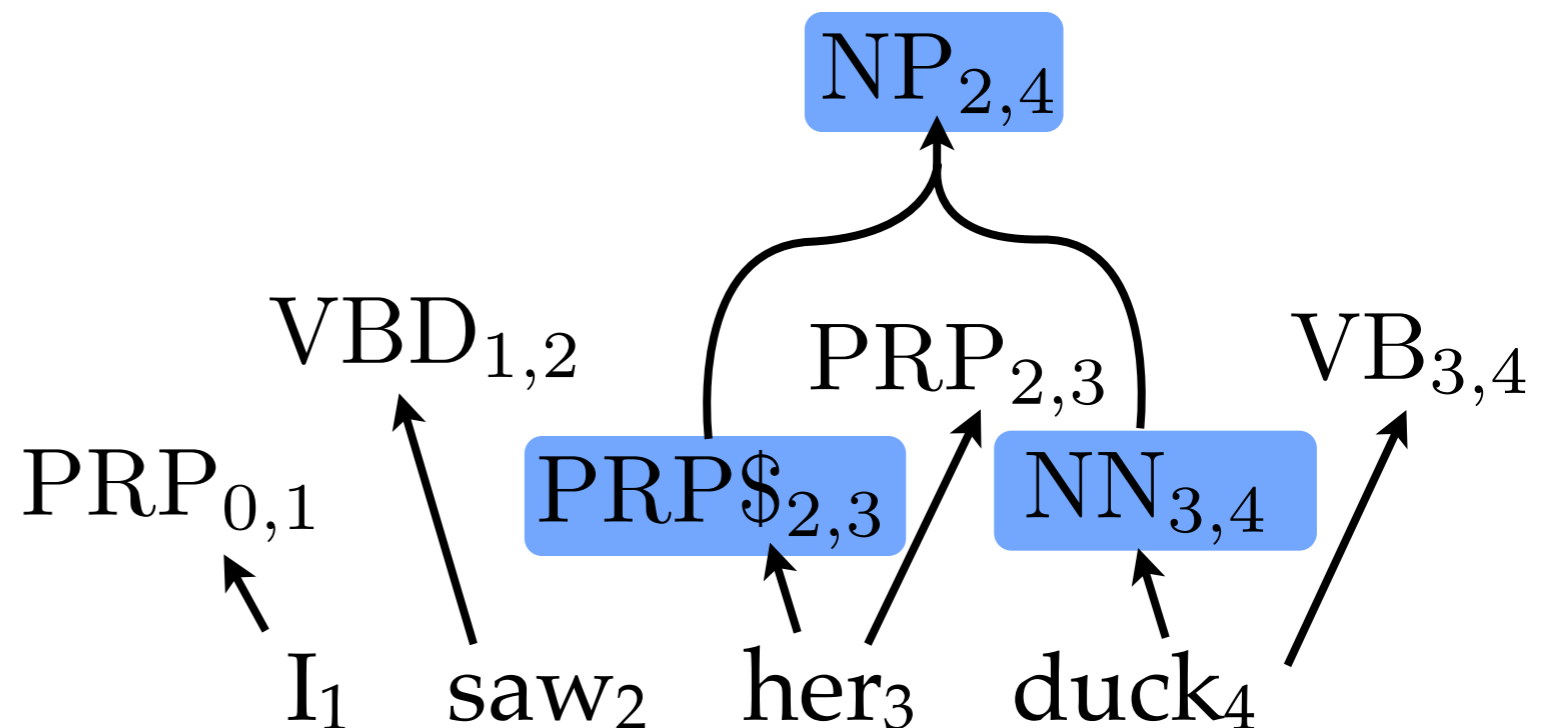 NP₂,₄
VBD₁,₂ PRP₂,₃ VB₃,₄
PRP₀,₁ PRP$₂,₃ NN₃,₄
I₁ saw₂ her₃ duck₄